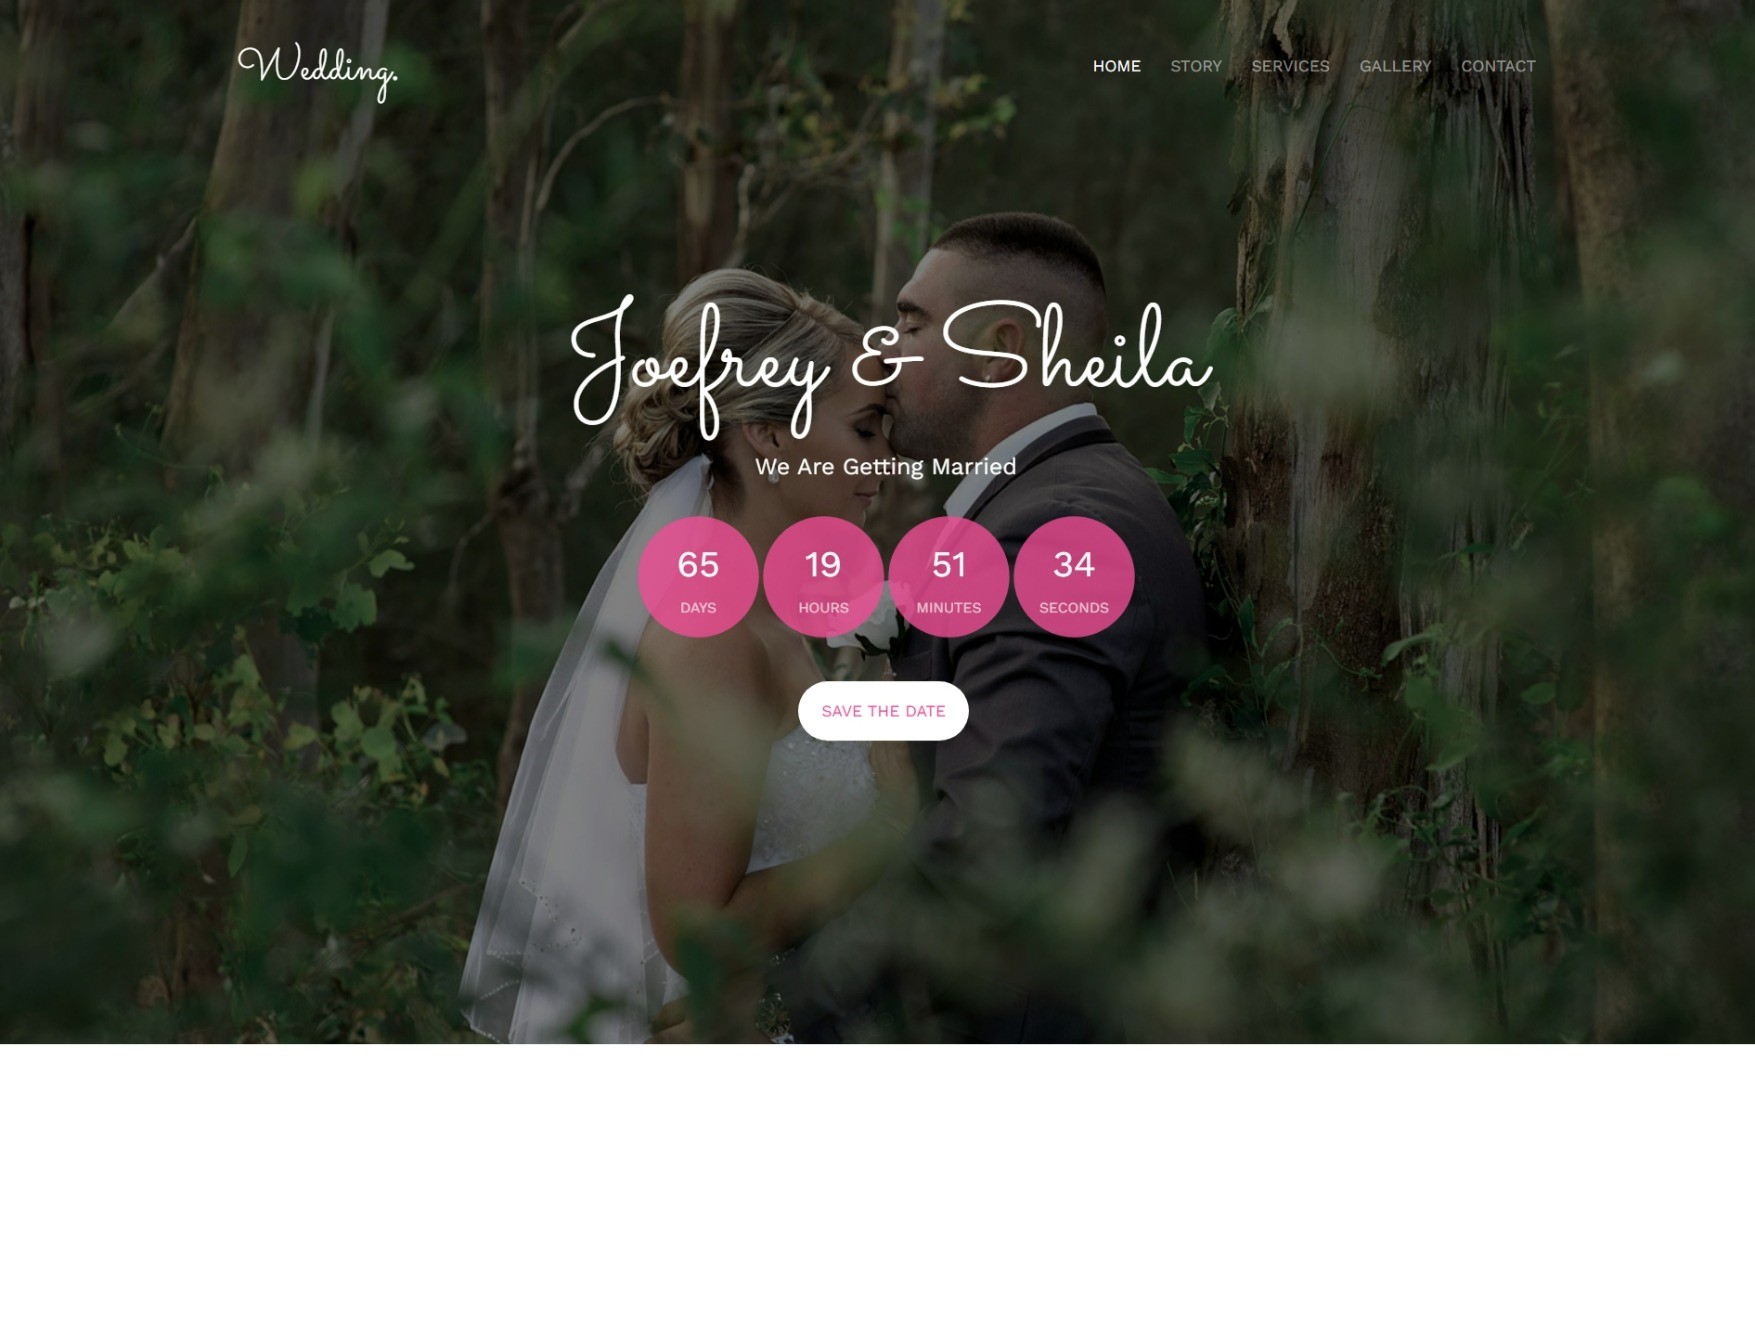 Wedding.
HOME STORY SERVICES GALLERY CONTACT
Joefrey & Sheila
We Are Getting Married
65 19 51 34
DAYS HOURS MINUTES SECONDS
SAVE THE DATE